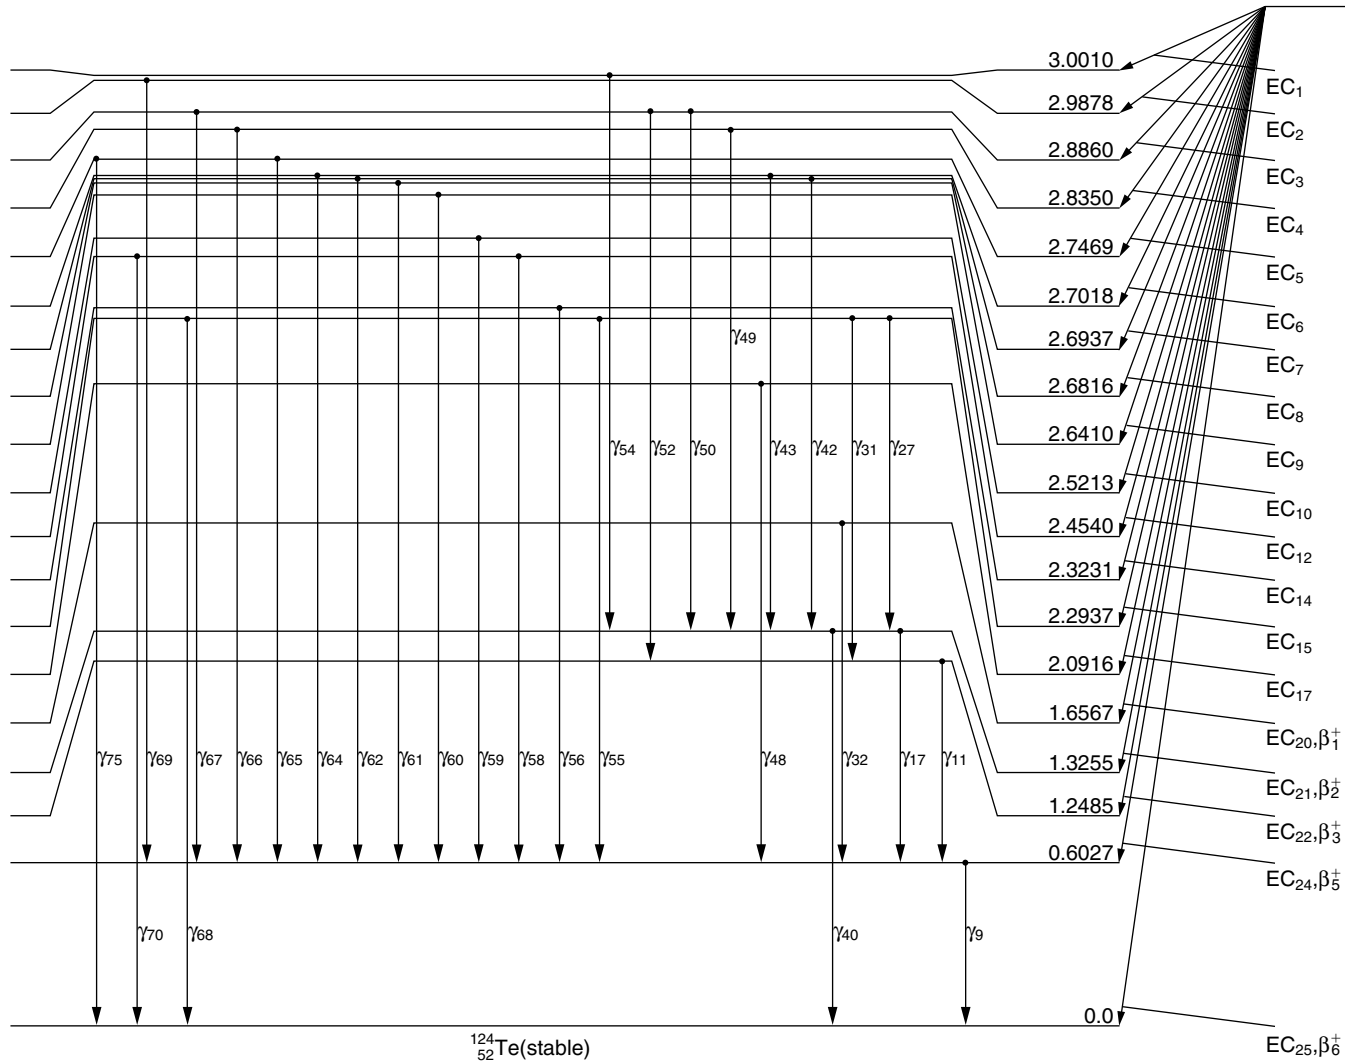 3.0010
EC₁
2.9878
EC₂
2.8860
EC₃
2.8350
EC₄
2.7469
EC₅
2.7018
EC₆
γ₄₉
2.6937
EC₇
2.6816
EC₈
γ₅₄ γ₅₂ γ₅₀ γ₄₃ γ₄₂ γ₃₁ γ₂₇
2.6410
EC₉
2.5213
EC₁₀
2.4540
EC₁₂
2.3231
EC₁₄
2.2937
EC₁₅
2.0916
EC₁₇
1.6567
EC₂₀,β₁⁺
γ₇₅ γ₆₉ γ₆₇ γ₆₆ γ₆₅ γ₆₄ γ₆₂ γ₆₁ γ₆₀ γ₅₉ γ₅₈ γ₅₆ γ₅₅ γ₄₈ γ₃₂ γ₁₇ γ₁₁
1.3255
EC₂₁,β₂⁺
1.2485
EC₂₂,β₃⁺
0.6027
EC₂₄,β₅⁺
γ₇₀ γ₆₈ γ₄₀ γ₉
0.0
¹²⁴₅₂Te(stable)
EC₂₅,β₆⁺